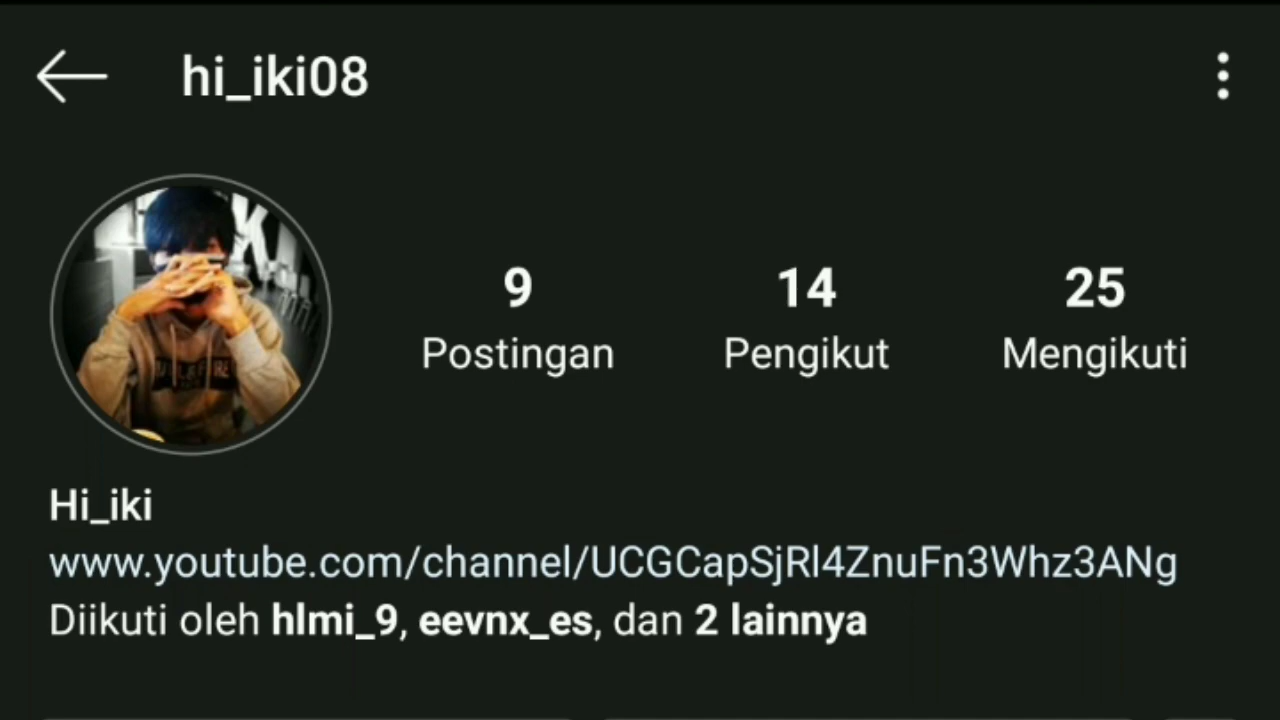 hi_iki08
9
14
25
Postingan
Pengikut
Mengikuti
Hi_iki
www.youtube.com/channel/UCGCapSjRl4ZnuFn3Whz3ANg
Diikuti oleh hlmi_9, eevnx_es, dan 2 lainnya